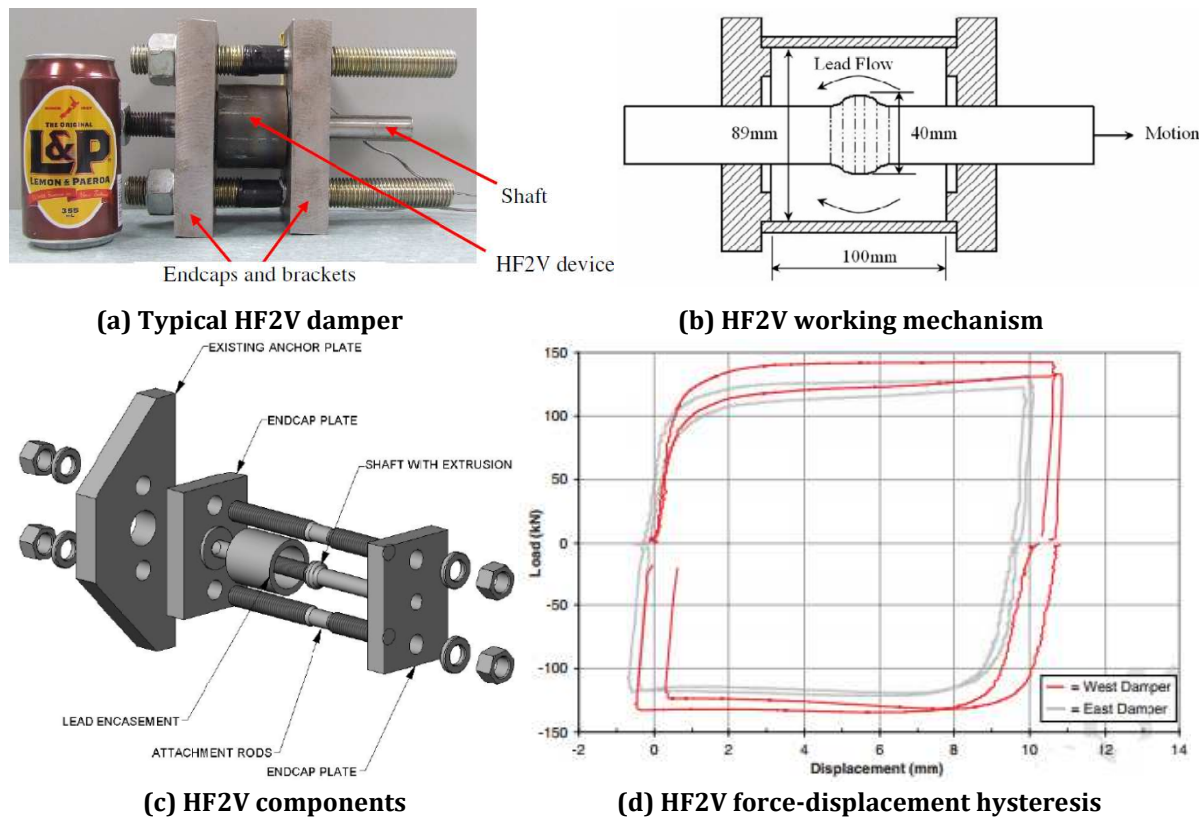 THE ORIGINAL
L&P
LEMON & PAEROA
355
Shaft
HF2V device
Endcaps and brackets
(a) Typical HF2V damper
Lead Flow
89mm
40mm
Motion
100mm
(b) HF2V working mechanism
EXISTING ANCHOR PLATE
ENDCAP PLATE
SHAFT WITH EXTRUSION
LEAD ENCASEMENT
ATTACHMENT RODS
ENDCAP PLATE
(c) HF2V components
150
100
50
0
-50
-100
-150
Load (kN)
-2
0
2
4
6
8
10
12
14
Displacement (mm)
= West Damper
= East Damper
(d) HF2V force-displacement hysteresis